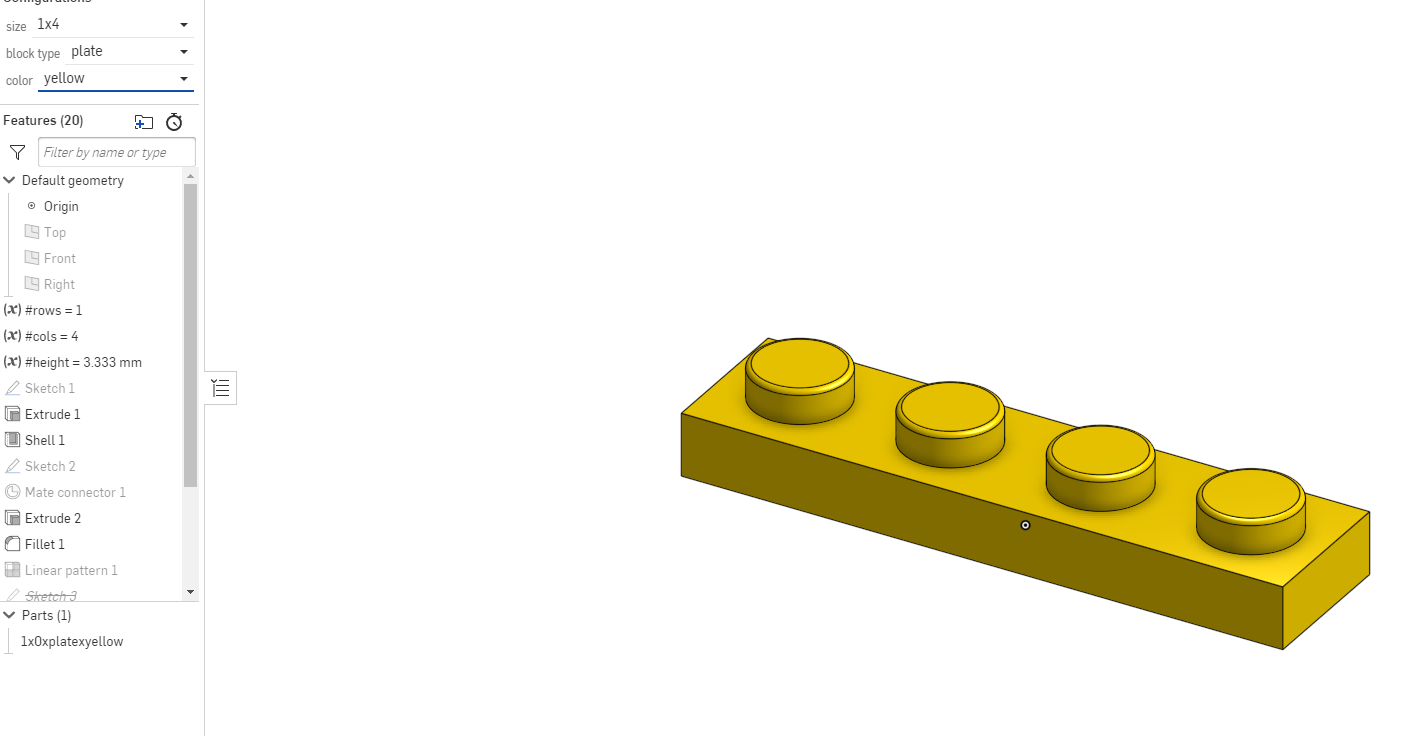 Configurations
size 1x4
block type plate
color yellow
Features (20)
Filter by name or type
Default geometry
Origin
Top
Front
Right
(x) #rows = 1
(x) #cols = 4
(x) #height = 3.333 mm
Sketch 1
Extrude 1
Shell 1
Sketch 2
Mate connector 1
Extrude 2
Fillet 1
Linear pattern 1
Sketch 3
Parts (1)
1x0xplatexyellow